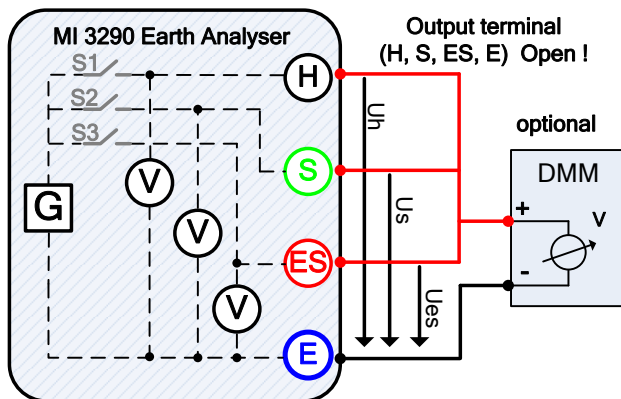 MI 3290 Earth Analyser
Output terminal
(H, S, ES, E) Open !
S1
H
S2
Uh
optional
S3
S
DMM
V
G
Us
+
V
V
ES
-
V
Ues
E